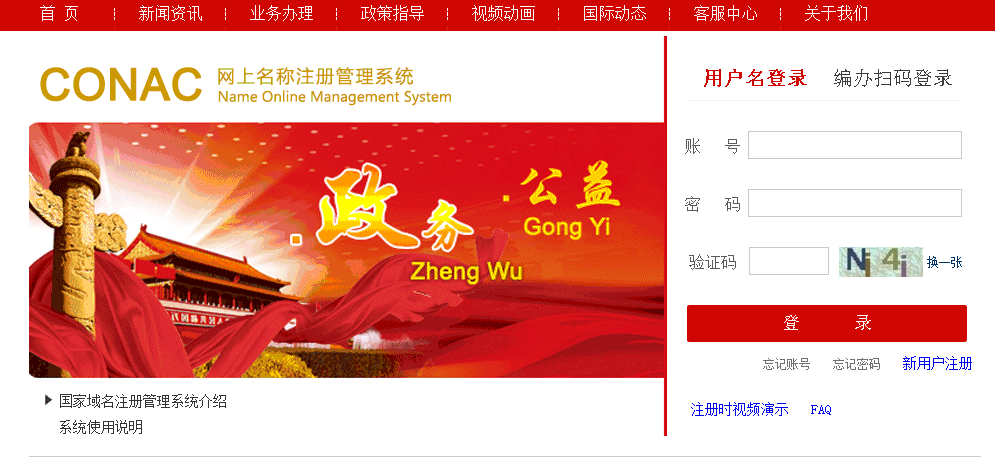 首 页 新闻资讯 业务办理 政策指导 视频动画 国际动态 客服中心 关于我们
CONAC 网上名称注册管理系统
Name Online Management System
.政务 .公益
Zheng Wu Gong Yi
国家域名注册管理系统介绍
系统使用说明
用户名登录 编办扫码登录
账 号
密 码
验证码 Nj4j 换一张
登 录
忘记账号 忘记密码 新用户注册
注册时视频演示 FAQ